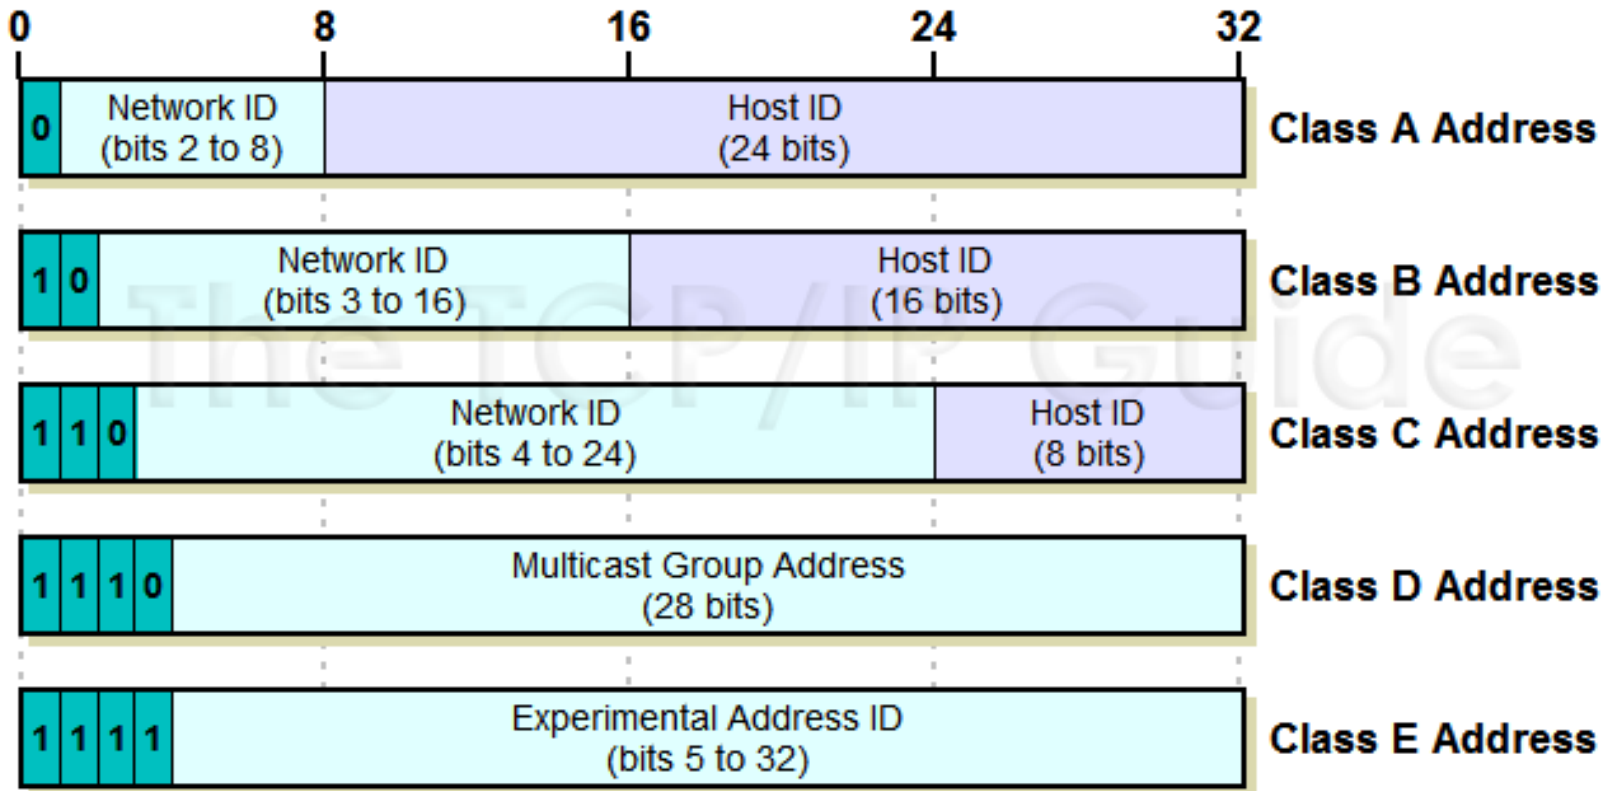 0 8 16 24 32
0 Network ID Host ID Class A Address
(bits 2 to 8) (24 bits)
1 0 Network ID Host ID Class B Address
(bits 3 to 16) (16 bits)
The TCP/IP Guide
1 1 0 Network ID Host ID Class C Address
(bits 4 to 24) (8 bits)
1 1 1 0 Multicast Group Address Class D Address
(28 bits)
1 1 1 1 Experimental Address ID Class E Address
(bits 5 to 32)